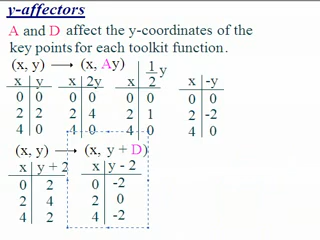 y-affectors
A and D affect the y-coordinates of the
key points for each toolkit function.
(x, y) → (x, Ay)
x y x 2y x 1/2 y x -y
0 0 0 0 0 0 0 0
2 2 2 4 2 1 2 -2
4 0 4 0 4 0 4 0
(x, y) → (x, y + D)
x y + 2 x y - 2
0 2 0 -2
2 4 2 0
4 2 4 -2